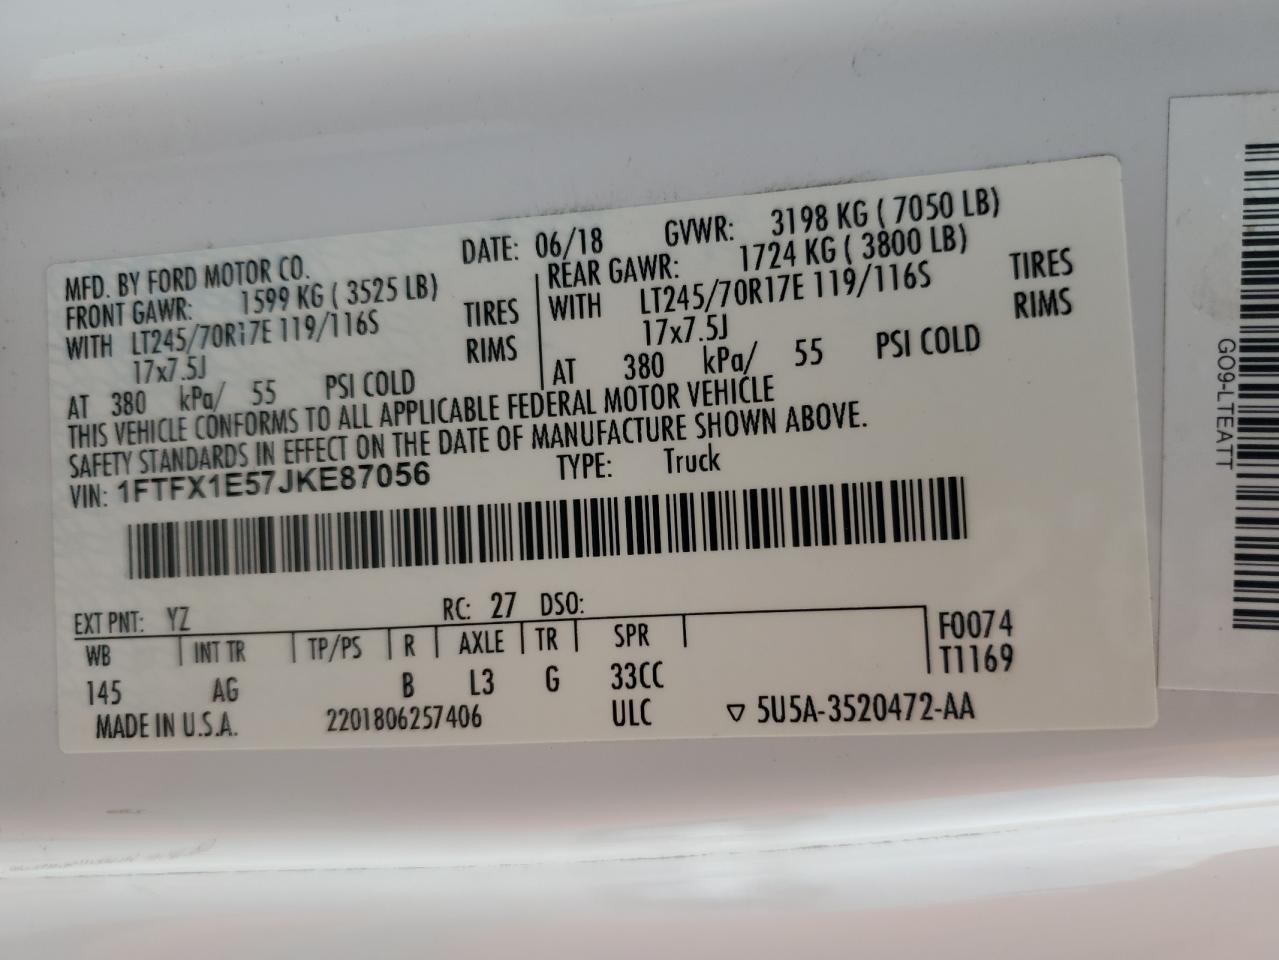 MFD. BY FORD MOTOR CO.
DATE: 06/18
GVWR: 3198 KG ( 7050 LB)
FRONT GAWR: 1599 KG ( 3525 LB)
WITH LT245/70R17E 119/116S TIRES
17x7.5J RIMS
AT 380 kPa/ 55 PSI COLD
REAR GAWR: 1724 KG ( 3800 LB)
WITH LT245/70R17E 119/116S TIRES
17x7.5J RIMS
AT 380 kPa/ 55 PSI COLD
THIS VEHICLE CONFORMS TO ALL APPLICABLE FEDERAL MOTOR VEHICLE
SAFETY STANDARDS IN EFFECT ON THE DATE OF MANUFACTURE SHOWN ABOVE.
VIN: 1FTFX1E57JKE87056 TYPE: Truck
EXT PNT: YZ RC: 27 DSO:
WB INT TR TP/PS R AXLE TR SPR
145 AG B L3 G 33CC
F0074
T1169
MADE IN U.S.A. 2201806257406 ULC ▽ 5U5A-3520472-AA
GO9-LTEATT